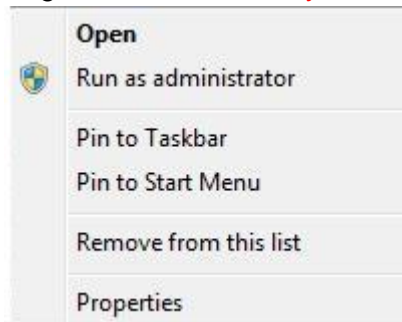 Open
Run as administrator
Pin to Taskbar
Pin to Start Menu
Remove from this list
Properties